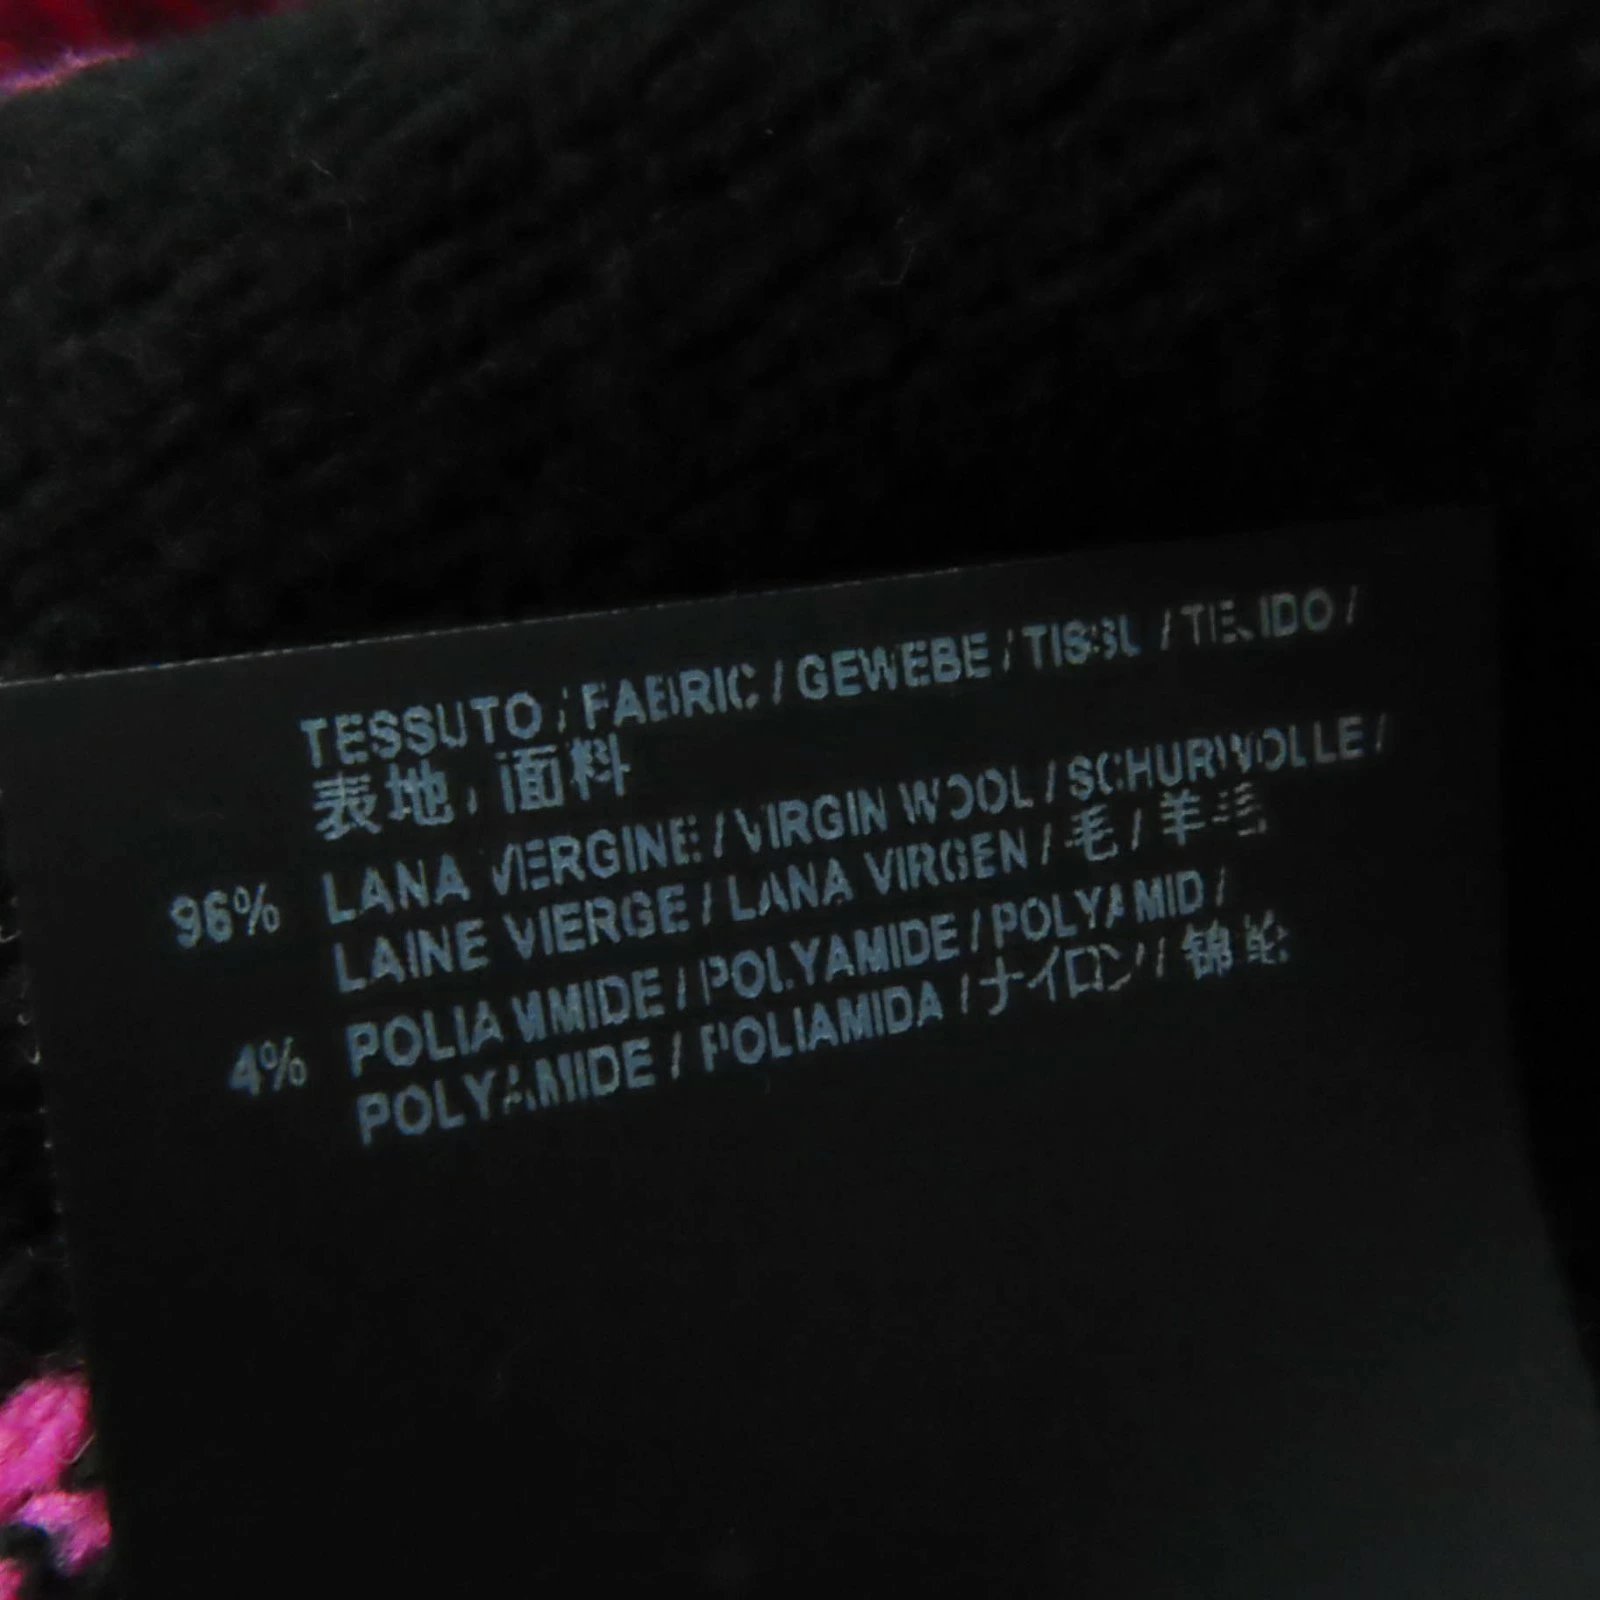 TESSUTO / FABRIC / GEWEBE / TISSU / TEJIDO /
表地 / 面料
96% LANA VERGINE / VIRGIN WOOL / SCHURWOLLE /
LAINE VIERGE / LANA VIRGEN / 毛 / 羊毛
4% POLIAMMIDE / POLYAMIDE / POLYAMID /
POLYAMIDE / POLIAMIDA / ナイロン / 锦纶